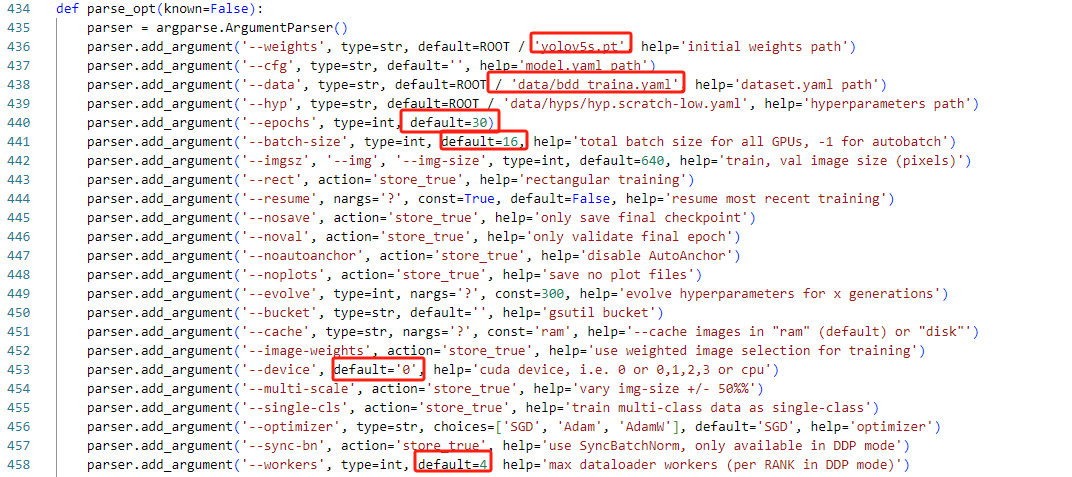 434 def parse_opt(known=False):
435 parser = argparse.ArgumentParser()
436 parser.add_argument('--weights', type=str, default=ROOT / 'yolov5s.pt', help='initial weights path')
437 parser.add_argument('--cfg', type=str, default='', help='model.yaml path')
438 parser.add_argument('--data', type=str, default=ROOT / 'data/bdd_traina.yaml', help='dataset.yaml path')
439 parser.add_argument('--hyp', type=str, default=ROOT / 'data/hyps/hyp.scratch-low.yaml', help='hyperparameters path')
440 parser.add_argument('--epochs', type=int, default=30)
441 parser.add_argument('--batch-size', type=int, default=16, help='total batch size for all GPUs, -1 for autobatch')
442 parser.add_argument('--imgsz', '--img', '--img-size', type=int, default=640, help='train, val image size (pixels)')
443 parser.add_argument('--rect', action='store_true', help='rectangular training')
444 parser.add_argument('--resume', nargs='?', const=True, default=False, help='resume most recent training')
445 parser.add_argument('--nosave', action='store_true', help='only save final checkpoint')
446 parser.add_argument('--noval', action='store_true', help='only validate final epoch')
447 parser.add_argument('--noautoanchor', action='store_true', help='disable AutoAnchor')
448 parser.add_argument('--noplots', action='store_true', help='save no plot files')
449 parser.add_argument('--evolve', type=int, nargs='?', const=300, help='evolve hyperparameters for x generations')
450 parser.add_argument('--bucket', type=str, default='', help='gsutil bucket')
451 parser.add_argument('--cache', type=str, nargs='?', const='ram', help='--cache images in "ram" (default) or "disk"')
452 parser.add_argument('--image-weights', action='store_true', help='use weighted image selection for training')
453 parser.add_argument('--device', default='0', help='cuda device, i.e. 0 or 0,1,2,3 or cpu')
454 parser.add_argument('--multi-scale', action='store_true', help='vary img-size +/- 50%%')
455 parser.add_argument('--single-cls', action='store_true', help='train multi-class data as single-class')
456 parser.add_argument('--optimizer', type=str, choices=['SGD', 'Adam', 'AdamW'], default='SGD', help='optimizer')
457 parser.add_argument('--sync-bn', action='store_true', help='use SyncBatchNorm, only available in DDP mode')
458 parser.add_argument('--workers', type=int, default=4, help='max dataloader workers (per RANK in DDP mode)')